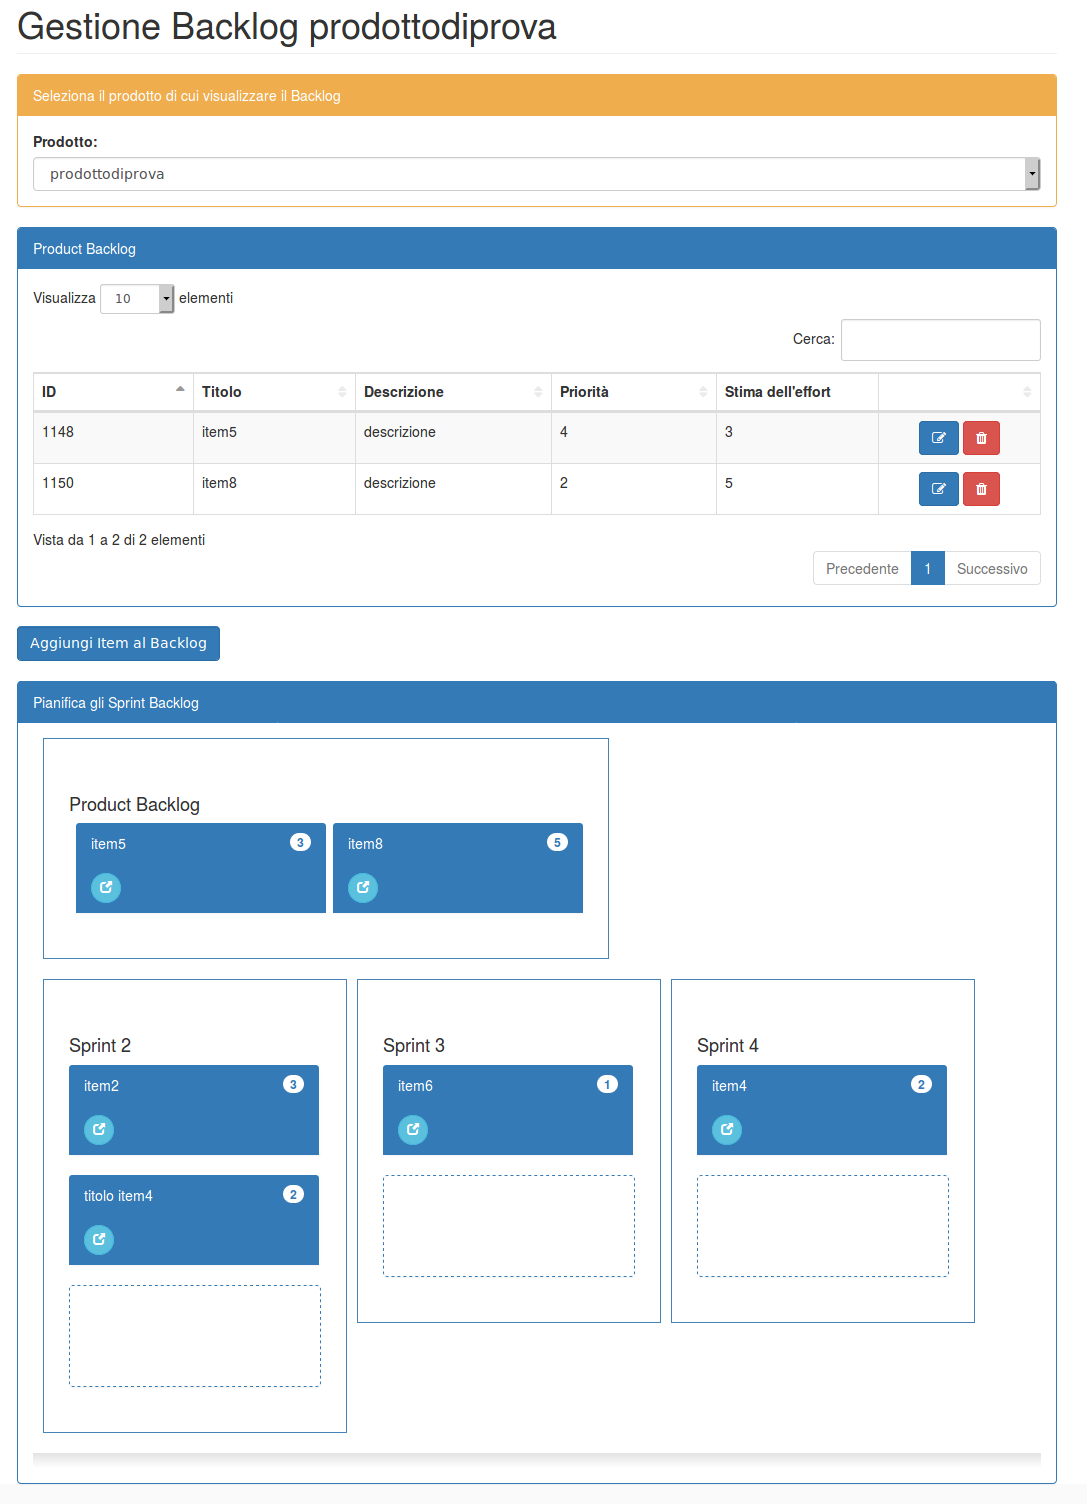 Gestione Backlog prodottodiprova
Seleziona il prodotto di cui visualizzare il Backlog
Prodotto:
prodottodiprova
Product Backlog
Visualizza 10 elementi
Cerca:
ID Titolo Descrizione Priorità Stima dell'effort
1148 item5 descrizione 4 3
1150 item8 descrizione 2 5
Vista da 1 a 2 di 2 elementi
Precedente 1 Successivo
Aggiungi Item al Backlog
Pianifica gli Sprint Backlog
Product Backlog
item5 3 item8 5
Sprint 2 Sprint 3 Sprint 4
item2 3 item6 1 item4 2
titolo item4 2